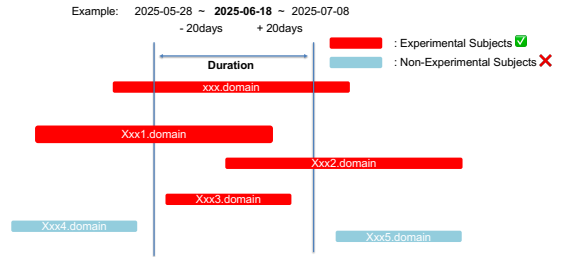 Example: 2025-05-28 ~ 2025-06-18 ~ 2025-07-08
- 20days + 20days
: Experimental Subjects ✅
Duration
: Non-Experimental Subjects ❌
xxx.domain
Xxx1.domain
Xxx2.domain
Xxx3.domain
Xxx4.domain
Xxx5.domain